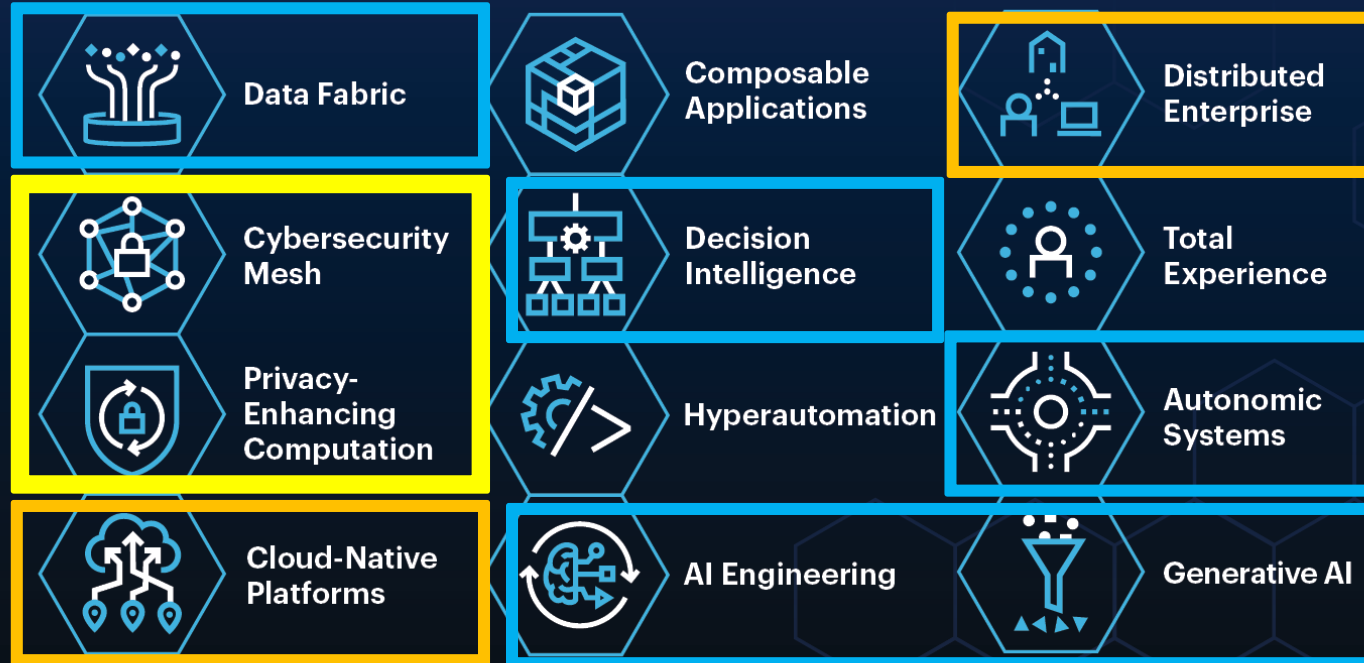 Data Fabric
Composable
Applications
Distributed
Enterprise
Cybersecurity
Mesh
Decision
Intelligence
Total
Experience
Privacy-
Enhancing
Computation
Hyperautomation
Autonomic
Systems
Cloud-Native
Platforms
AI Engineering
Generative AI